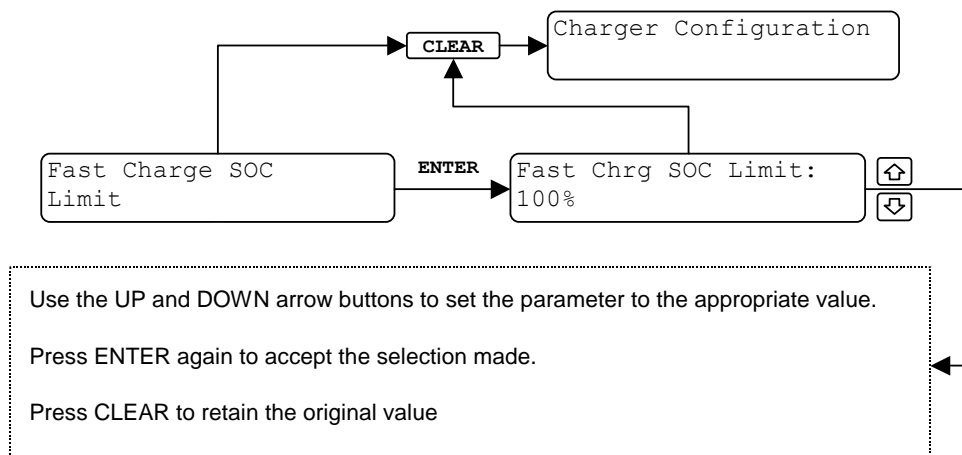 Charger Configuration
CLEAR
Fast Charge SOC
Limit
ENTER
Fast Chrg SOC Limit:
100%
Use the UP and DOWN arrow buttons to set the parameter to the appropriate value.
Press ENTER again to accept the selection made.
Press CLEAR to retain the original value